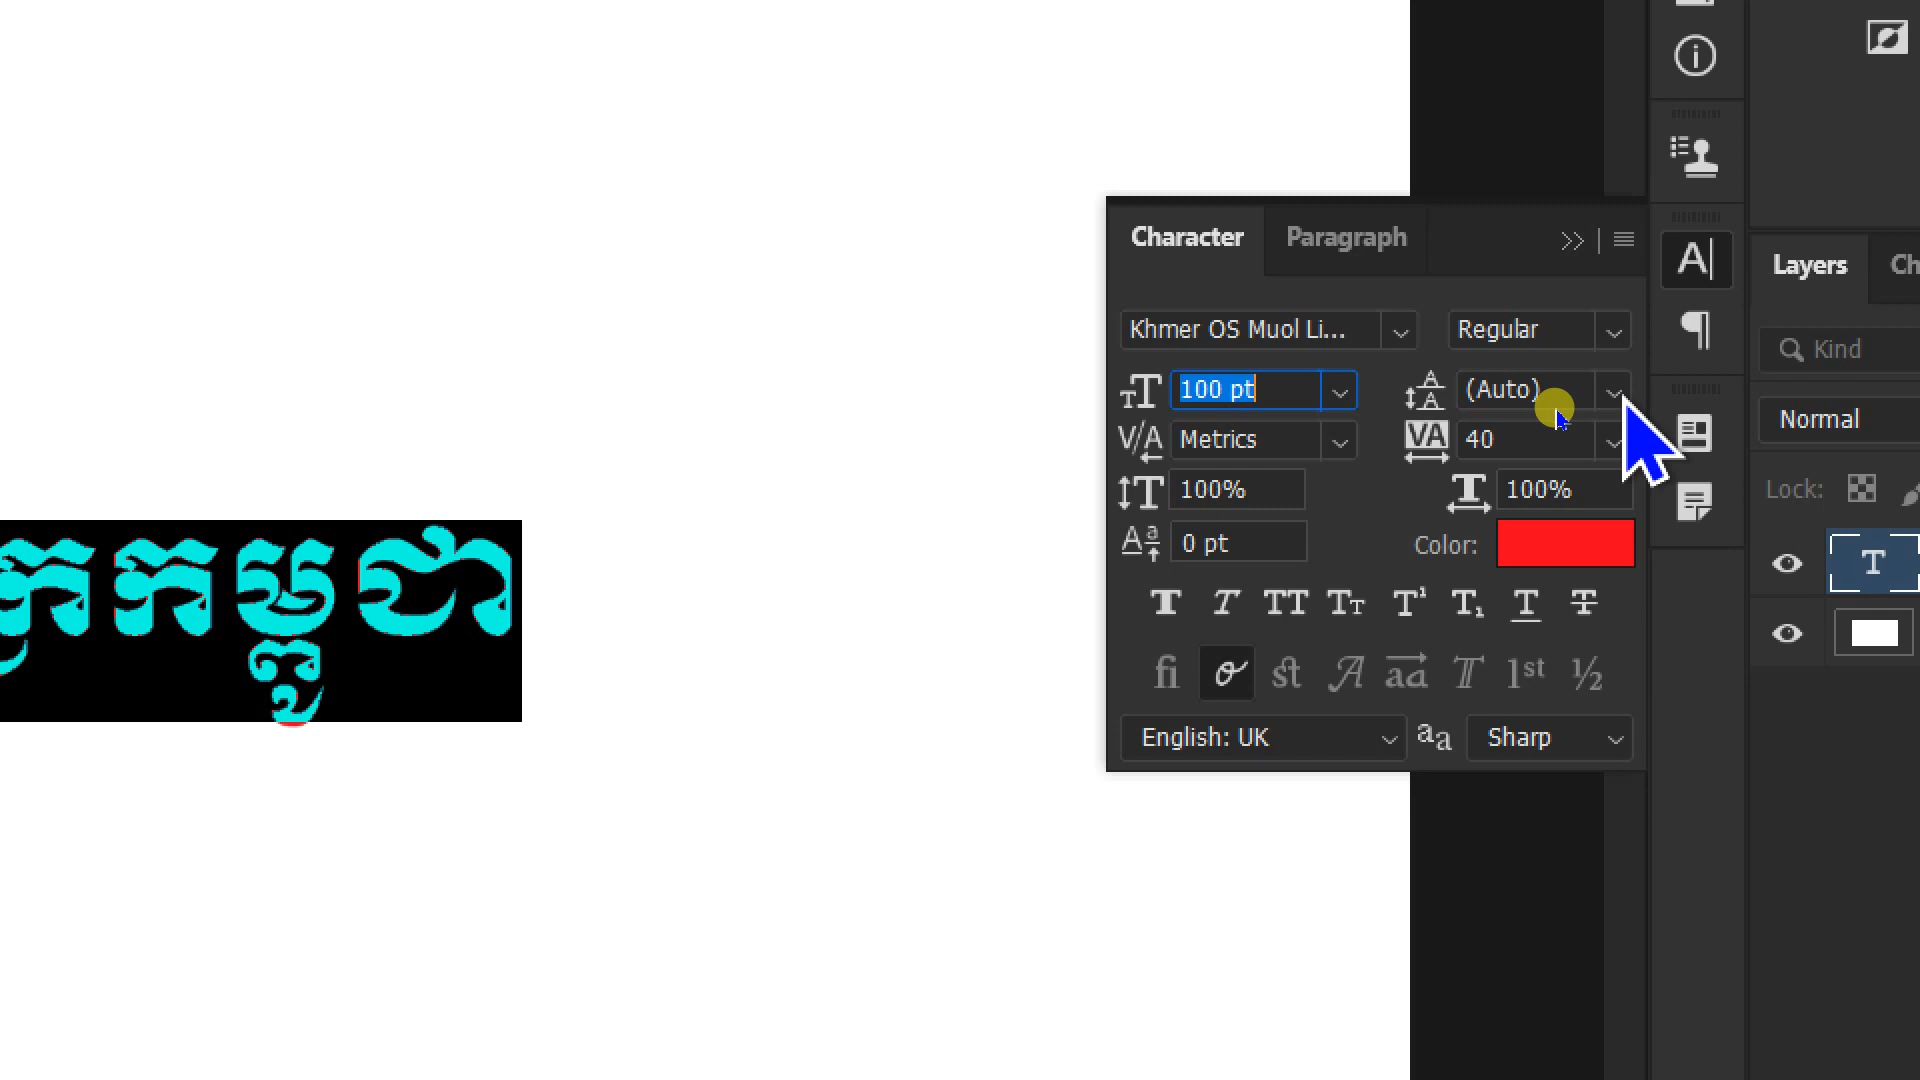 Character Paragraph
Layers
Khmer OS Muol Li... Regular
Kind
100 pt (Auto)
Normal
Metrics 40
100% 100%
Lock:
0 pt Color:
កម្ពុជា
English: UK Sharp